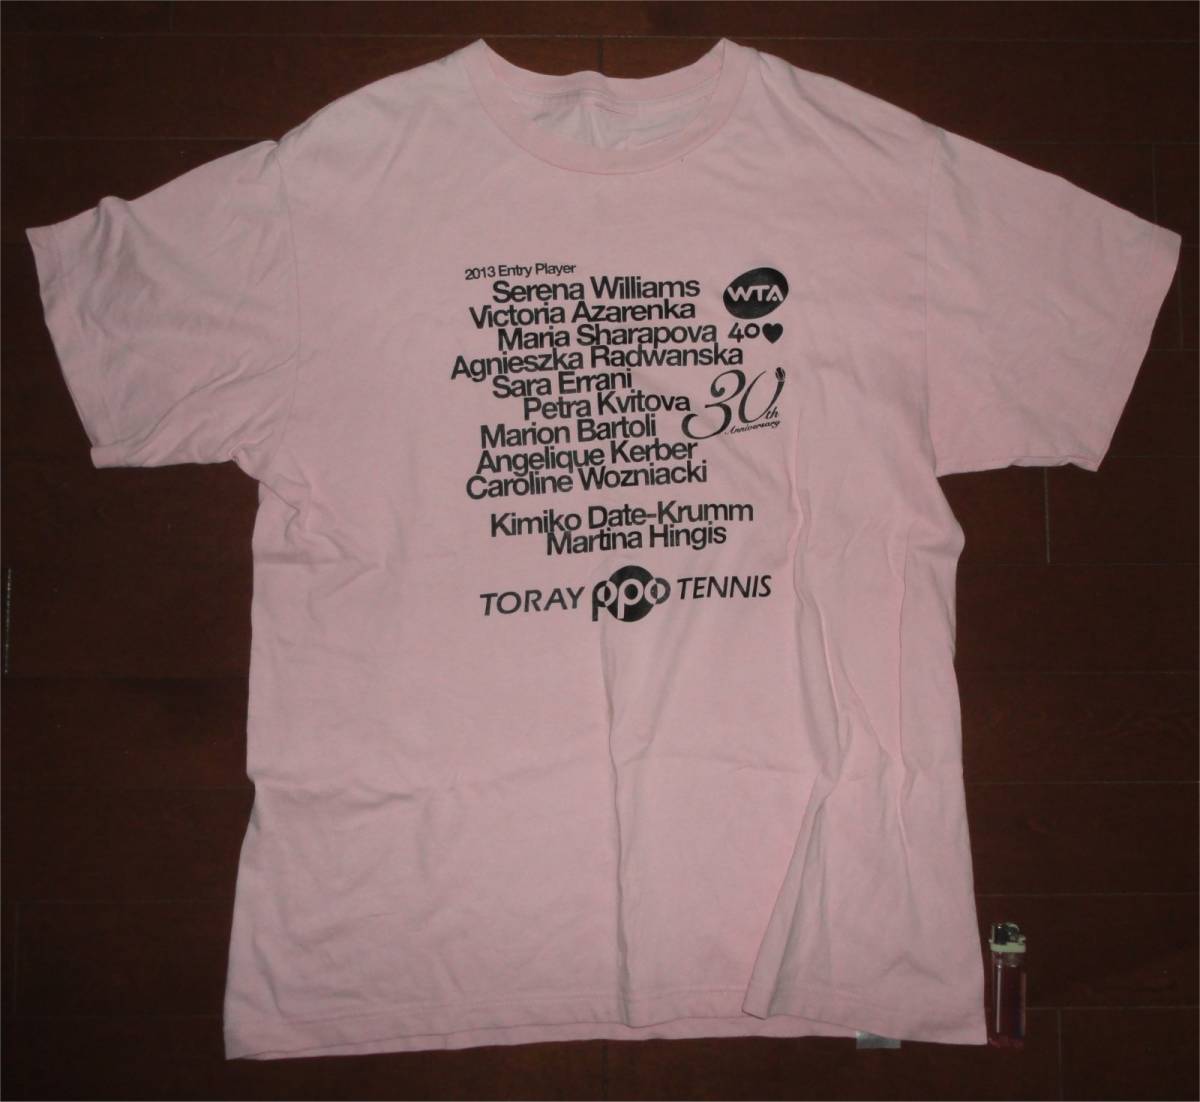 2013 Entry Player
Serena Williams
Victoria Azarenka
Maria Sharapova
Agnieszka Radwanska
Sara Errani
Petra Kvitova
Marion Bartoli
Angelique Kerber
Caroline Wozniacki
Kimiko Date-Krumm
Martina Hingis
WTA
40♥
30th
Anniversary
TORAY ppo TENNIS